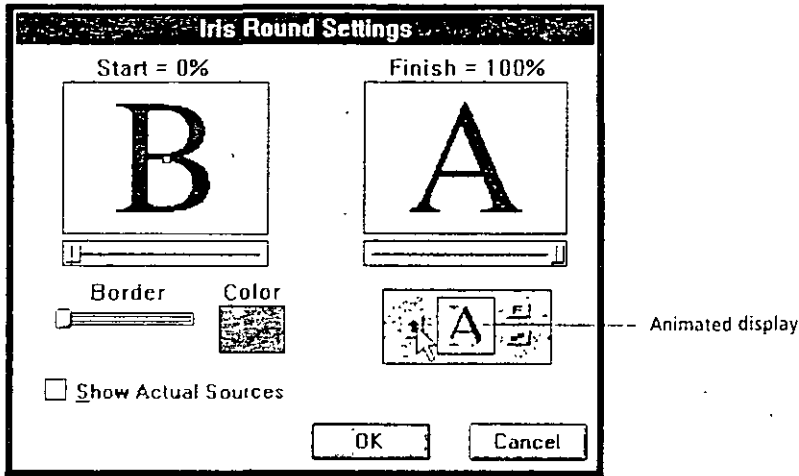 Iris Round Settings
Start = 0% Finish = 100%
B A
Border Color
A
Animated display
Show Actual Sources
OK Cancel